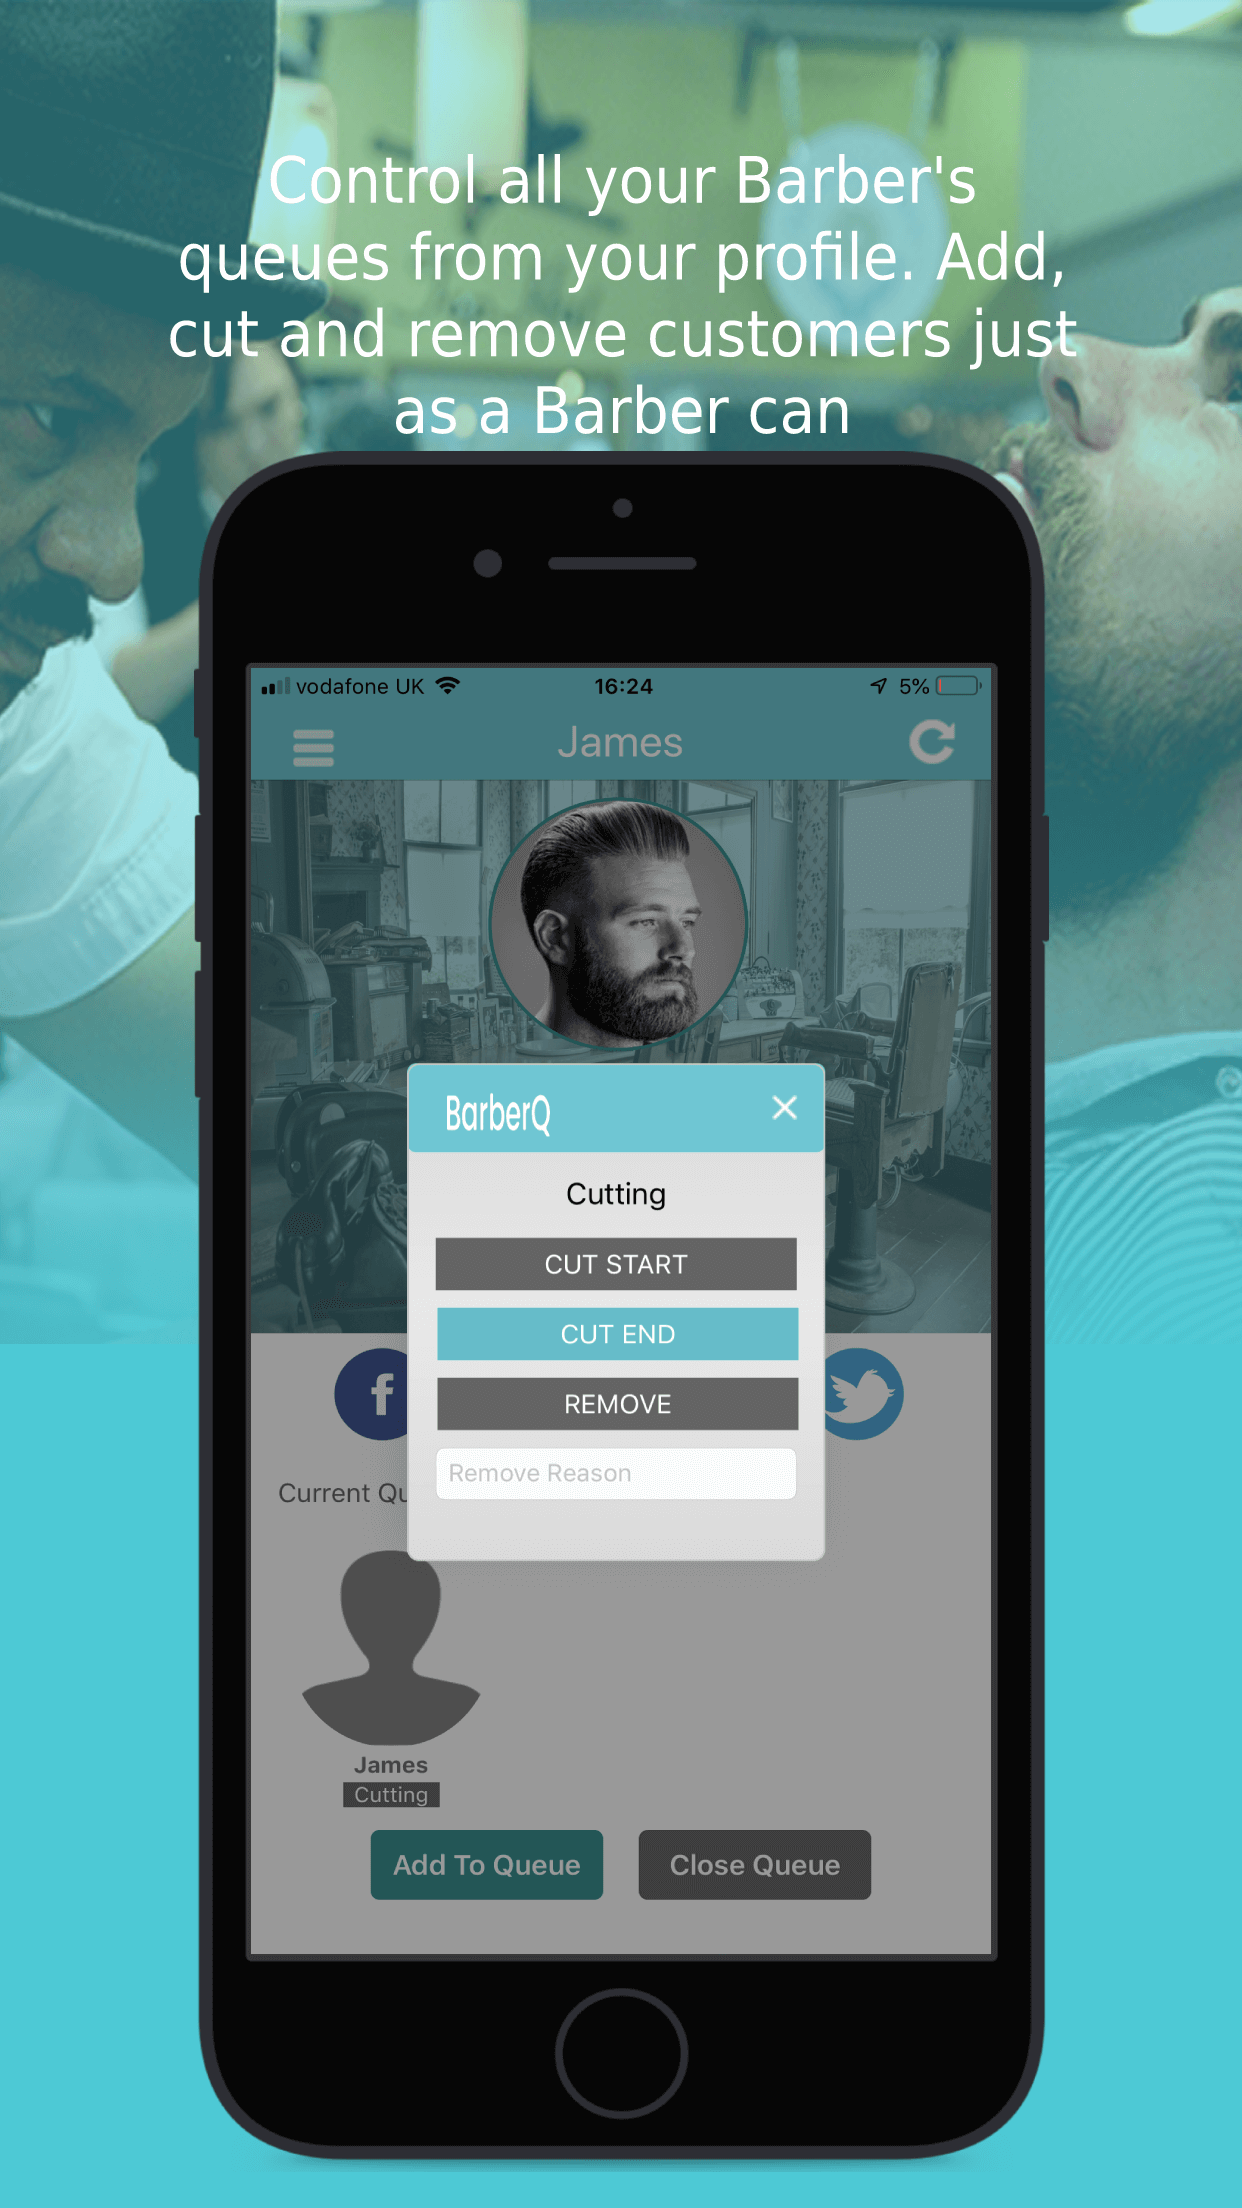 Control all your Barber's
queues from your profile. Add,
cut and remove customers just
as a Barber can
vodafone UK 16:24 5%
James
BarberQ
Cutting
CUT START
CUT END
REMOVE
Remove Reason
Current Qu
James
Cutting
Add To Queue Close Queue